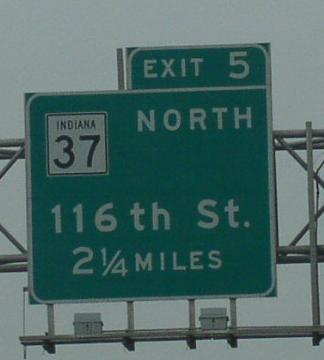 EXIT 5
INDIANA
37
NORTH
116th St.
2¼ MILES